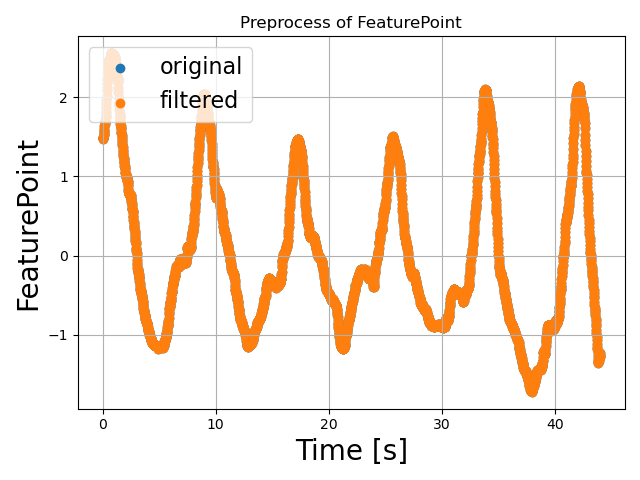 Preprocess of FeaturePoint
original
filtered
FeaturePoint
2
1
0
−1
0 10 20 30 40
Time [s]